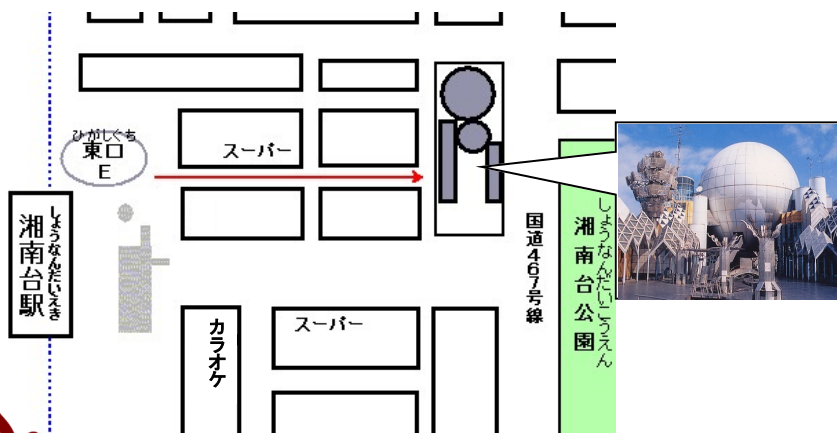 ひがしぐち
東口
E
スーパー
しょうなんだいえき
湘南台駅
カラオケ
スーパー
国道467号線
しょうなんだいこうえん
湘南台公園